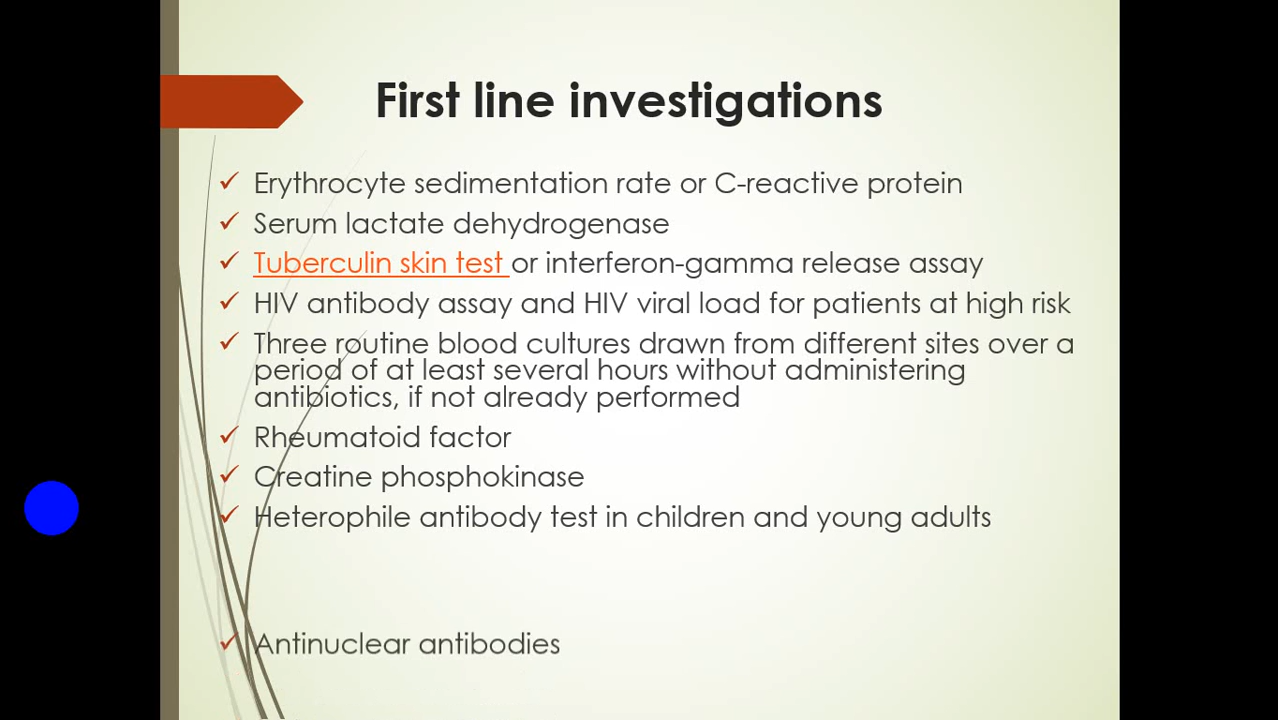 First line investigations
Erythrocyte sedimentation rate or C-reactive protein
Serum lactate dehydrogenase
Tuberculin skin test or interferon-gamma release assay
HIV antibody assay and HIV viral load for patients at high risk
Three routine blood cultures drawn from different sites over a
period of at least several hours without administering
antibiotics, if not already performed
Rheumatoid factor
Creatine phosphokinase
Heterophile antibody test in children and young adults
Antinuclear antibodies